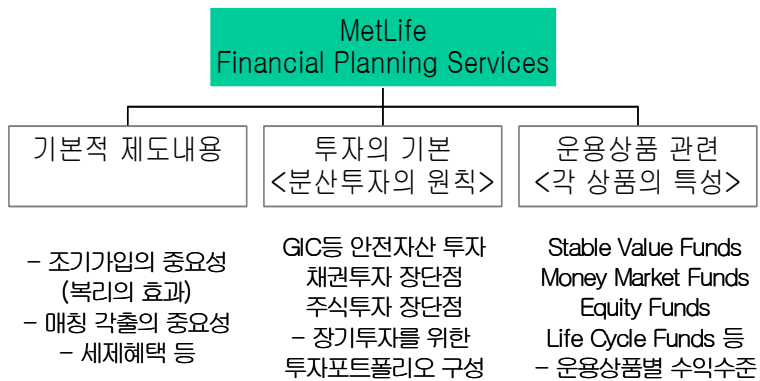 MetLife
Financial Planning Services
기본적 제도내용
투자의 기본
<분산투자의 원칙>
운용상품 관련
<각 상품의 특성>
- 조기가입의 중요성
(복리의 효과)
- 매칭 각출의 중요성
- 세제혜택 등
GIC등 안전자산 투자
채권투자 장단점
주식투자 장단점
- 장기투자를 위한
투자포트폴리오 구성
Stable Value Funds
Money Market Funds
Equity Funds
Life Cycle Funds 등
- 운용상품별 수익수준